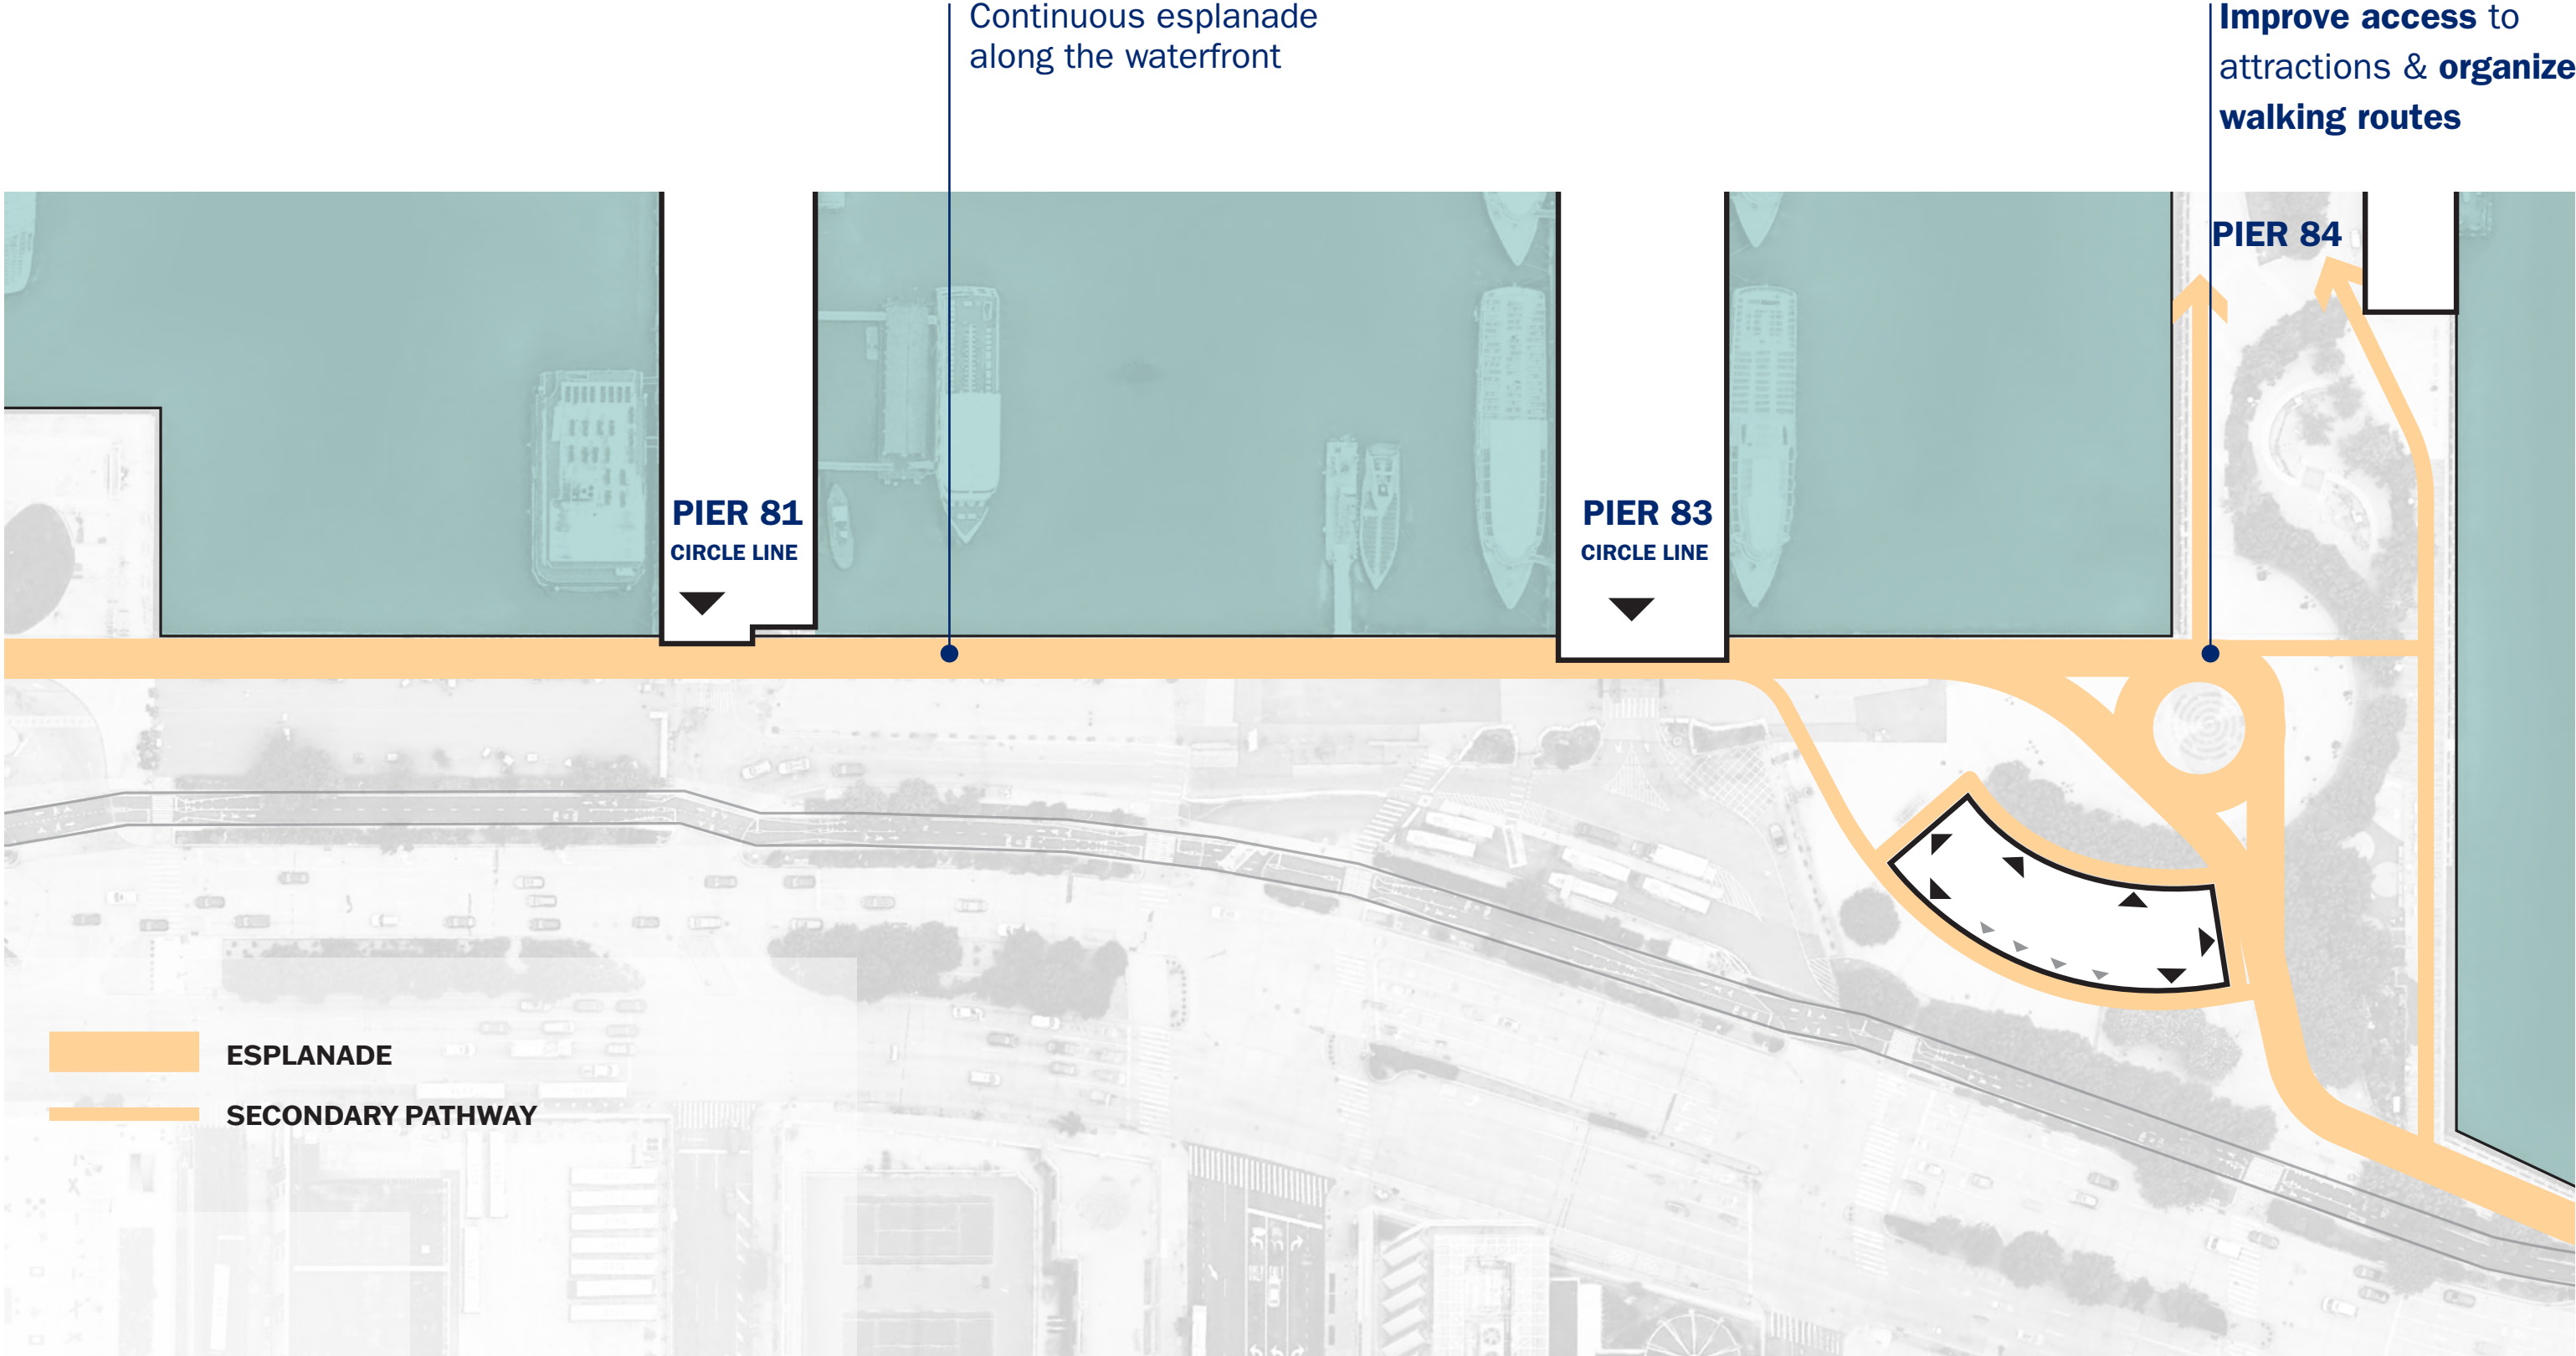 Continuous esplanade
along the waterfront
Improve access to
attractions & organize
walking routes
PIER 84
PIER 81
CIRCLE LINE
PIER 83
CIRCLE LINE
ESPLANADE
SECONDARY PATHWAY